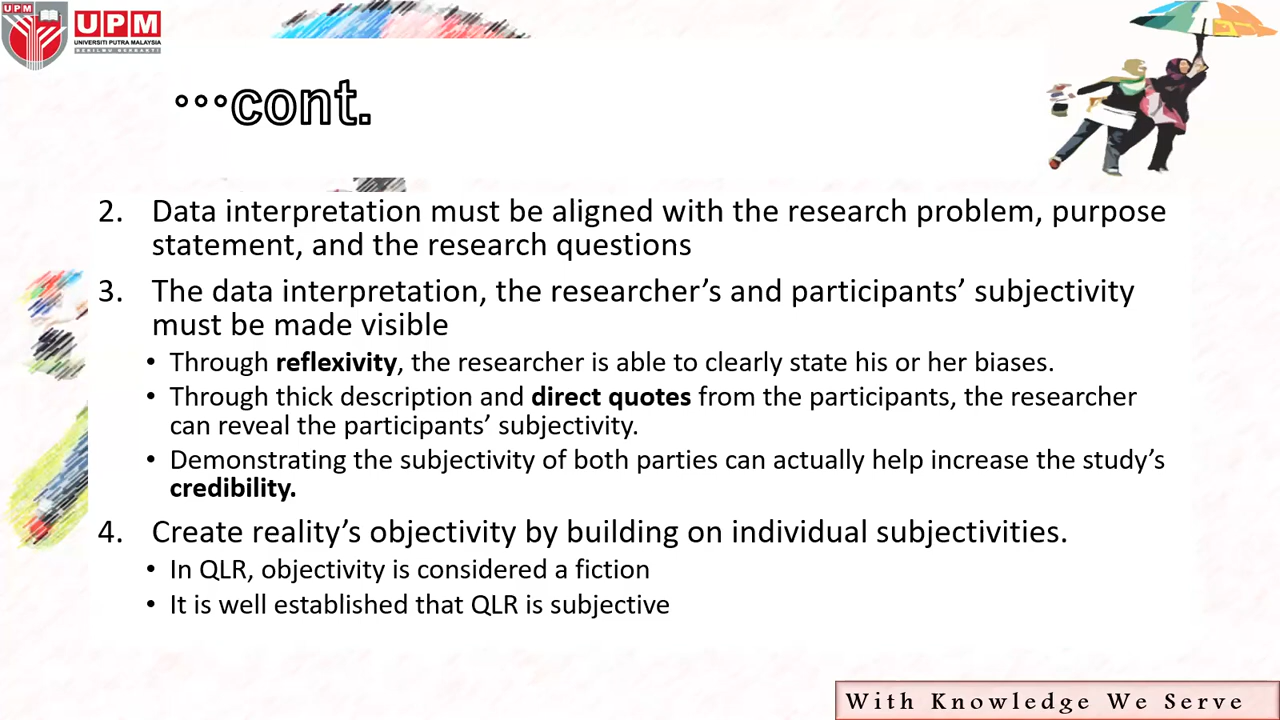 UPM
UPM
UNIVERSITI PUTRA MALAYSIA
BERILMU BERBAKTI
...cont.
2. Data interpretation must be aligned with the research problem, purpose
statement, and the research questions
3. The data interpretation, the researcher’s and participants’ subjectivity
must be made visible
• Through reflexivity, the researcher is able to clearly state his or her biases.
• Through thick description and direct quotes from the participants, the researcher
can reveal the participants’ subjectivity.
• Demonstrating the subjectivity of both parties can actually help increase the study’s
credibility.
4. Create reality’s objectivity by building on individual subjectivities.
• In QLR, objectivity is considered a fiction
• It is well established that QLR is subjective
With Knowledge We Serve